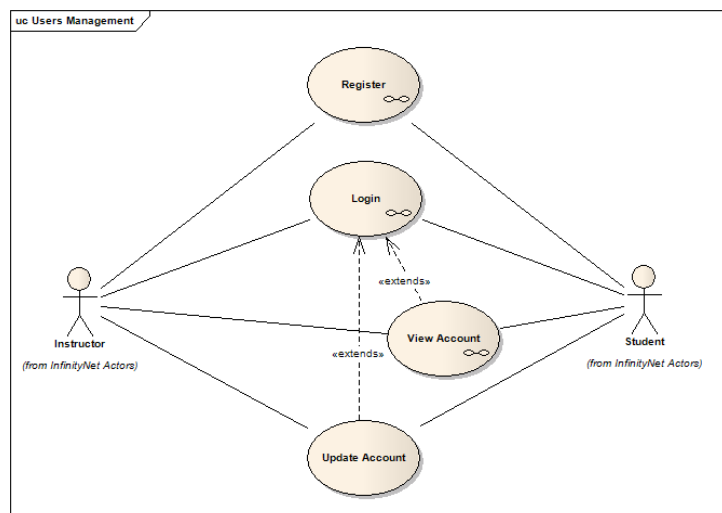 uc Users Management
Register
Login
«extends»
View Account
Instructor
Student
(from InfinityNet Actors)
(from InfinityNet Actors)
«extends»
Update Account